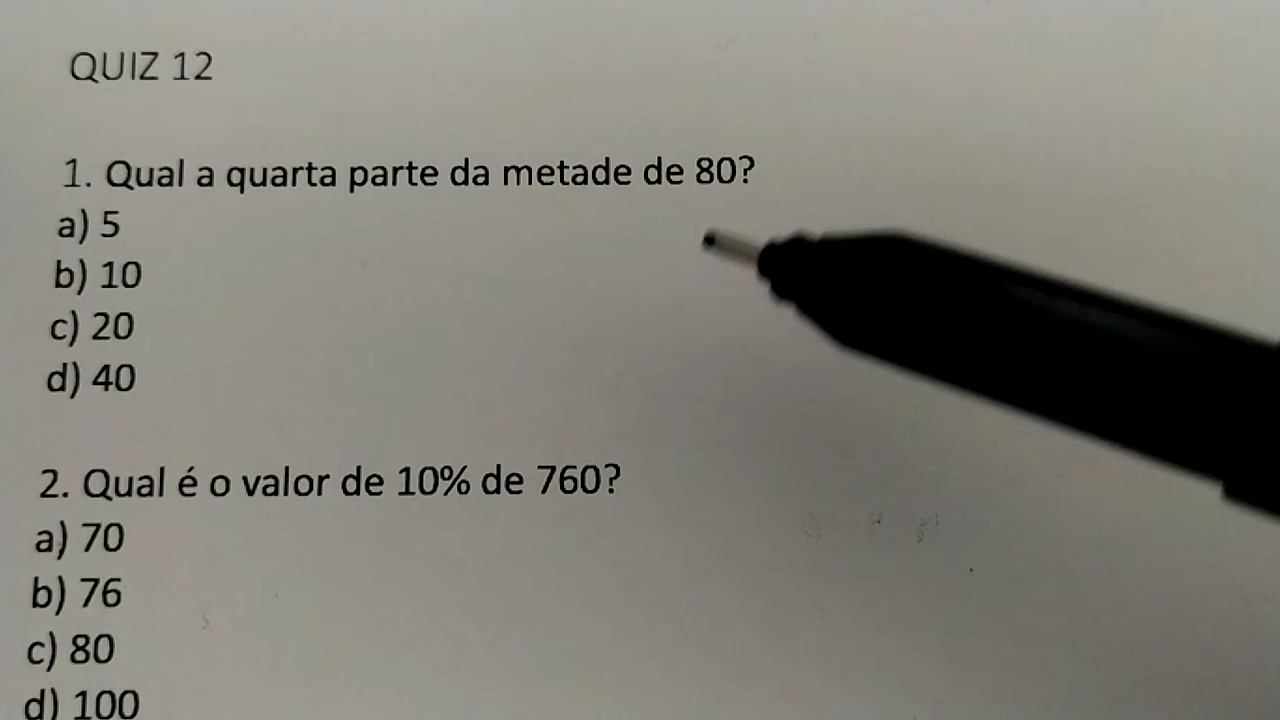 QUIZ 12
1. Qual a quarta parte da metade de 80?
a) 5
b) 10
c) 20
d) 40
2. Qual é o valor de 10% de 760?
a) 70
b) 76
c) 80
d) 100